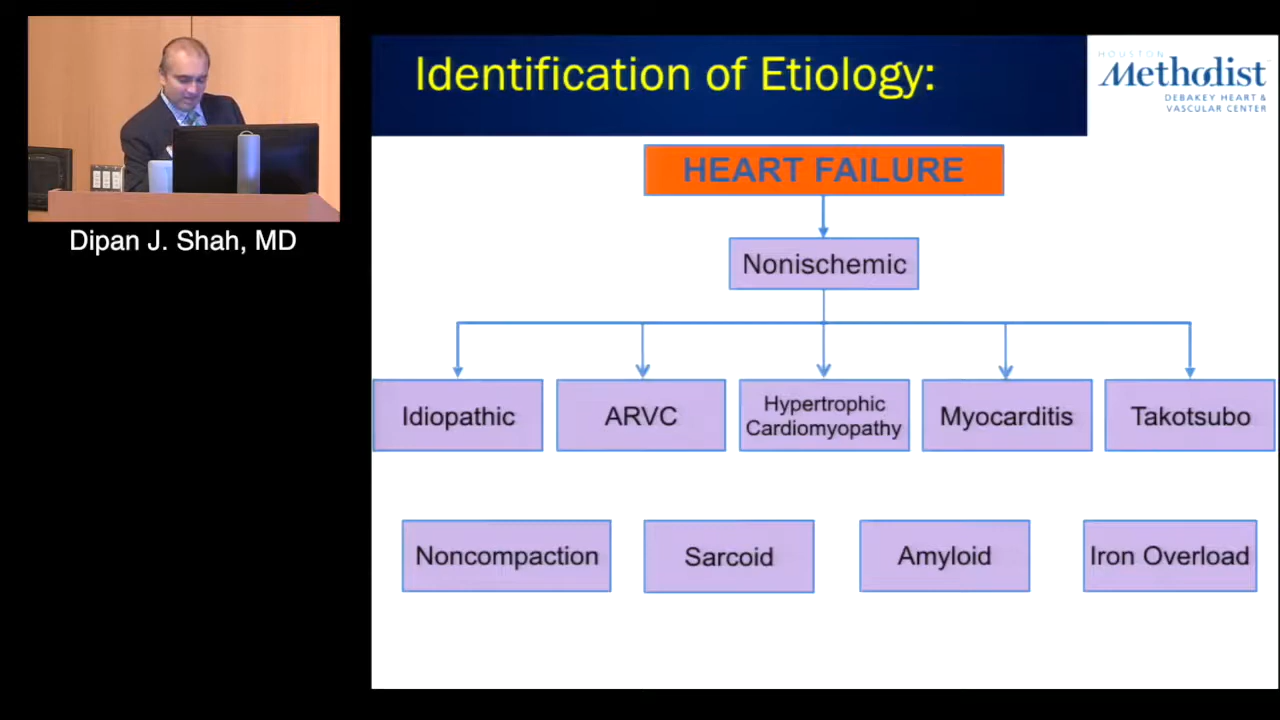 Identification of Etiology:
HOUSTON
Methodist
DEBAKEY HEART &
VASCULAR CENTER
HEART FAILURE
Dipan J. Shah, MD
Nonischemic
Idiopathic
ARVC
Hypertrophic
Cardiomyopathy
Myocarditis
Takotsubo
Noncompaction
Sarcoid
Amyloid
Iron Overload